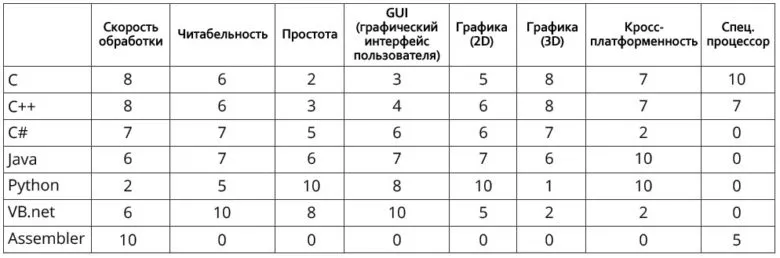 Скорость обработки Читабельность Простота GUI (графический интерфейс пользователя) Графика (2D) Графика (3D) Кросс-платформенность Спец. процессор
C 8 6 2 3 5 8 7 10
C++ 8 6 3 4 6 8 7 7
C# 7 7 5 6 6 7 2 0
Java 6 7 6 7 7 6 10 0
Python 2 5 10 8 10 1 10 0
VB.net 6 10 8 10 5 2 2 0
Assembler 10 0 0 0 0 0 0 5